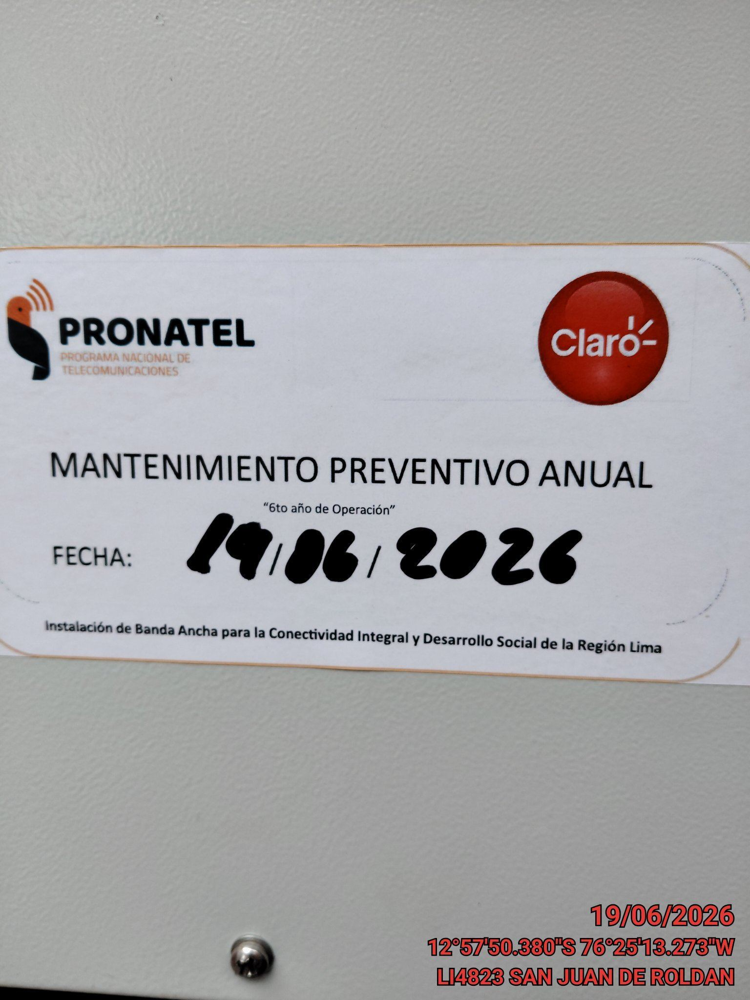 PRONATEL
PROGRAMA NACIONAL DE
TELECOMUNICACIONES
Claro
MANTENIMIENTO PREVENTIVO ANUAL
“6to año de Operación”
FECHA: 19/06/2026
Instalación de Banda Ancha para la Conectividad Integral y Desarrollo Social de la Región Lima
19/06/2026
12°57'50.380"S 76°25'13.273"W
LI4823 SAN JUAN DE ROLDAN